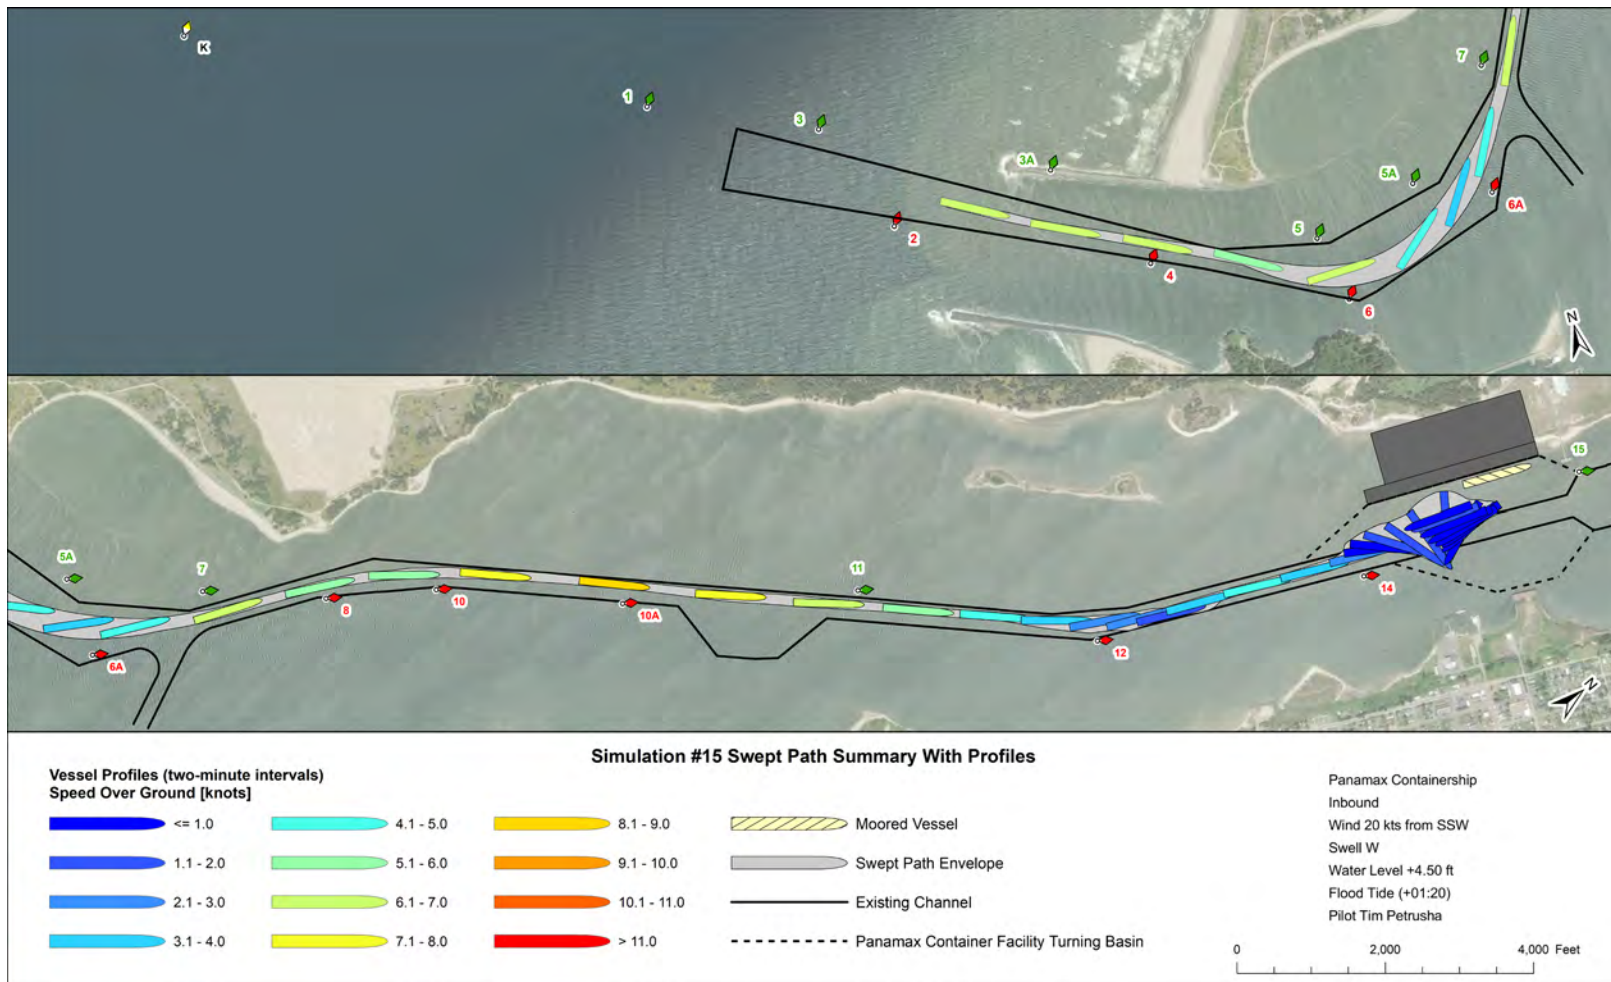 K
1
3
3A
7
5A
6A
5
2
4
6
N
15
5A
7
11
8
10
10A
14
12
6A
N
Simulation #15 Swept Path Summary With Profiles
Vessel Profiles (two-minute intervals)
Speed Over Ground [knots]
<= 1.0
1.1 - 2.0
2.1 - 3.0
3.1 - 4.0
4.1 - 5.0
5.1 - 6.0
6.1 - 7.0
7.1 - 8.0
8.1 - 9.0
9.1 - 10.0
10.1 - 11.0
> 11.0
Moored Vessel
Swept Path Envelope
Existing Channel
Panamax Container Facility Turning Basin
Panamax Containership
Inbound
Wind 20 kts from SSW
Swell W
Water Level +4.50 ft
Flood Tide (+01:20)
Pilot Tim Petrusha
0 2,000 4,000 Feet